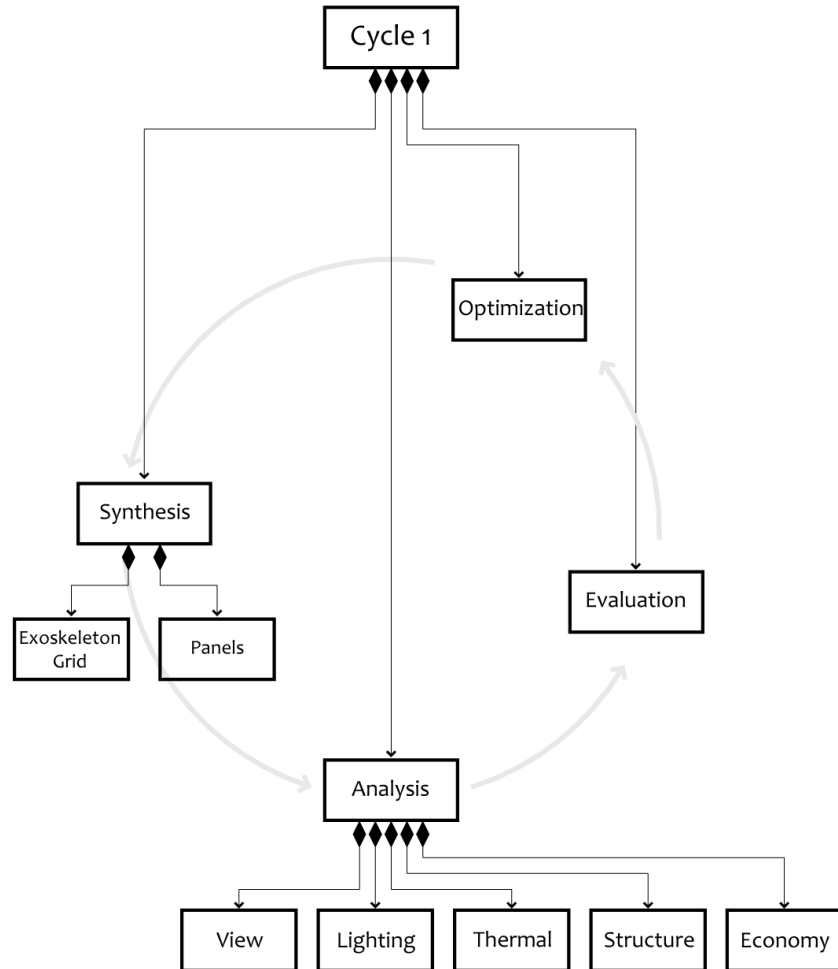 Cycle 1
Optimization
Synthesis
Evaluation
Exoskeleton
Grid
Panels
Analysis
View
Lighting
Thermal
Structure
Economy